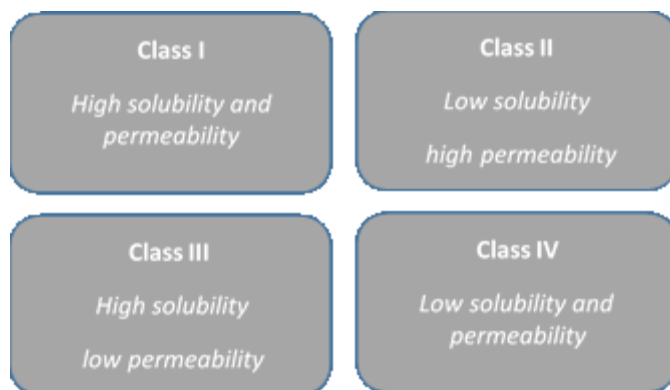 Class I
High solubility and
permeability
Class II
Low solubility
high permeability
Class III
High solubility
low permeability
Class IV
Low solubility and
permeability